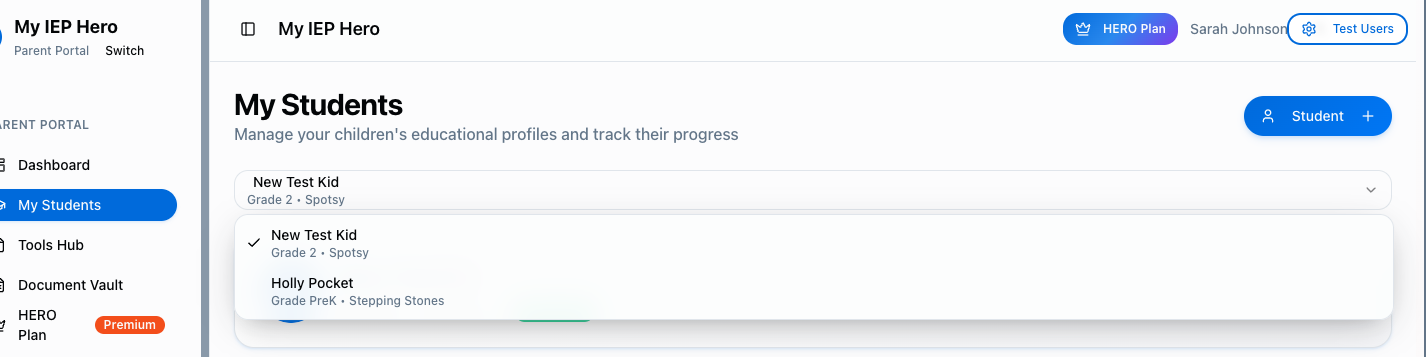 My IEP Hero
Parent Portal Switch
ARENT PORTAL
Dashboard
My Students
Tools Hub
Document Vault
HERO
Plan
Premium
My IEP Hero
HERO Plan
Sarah Johnson
Test Users
My Students
Manage your children's educational profiles and track their progress
Student
New Test Kid
Grade 2 • Spotsy
New Test Kid
Grade 2 • Spotsy
Holly Pocket
Grade PreK • Stepping Stones